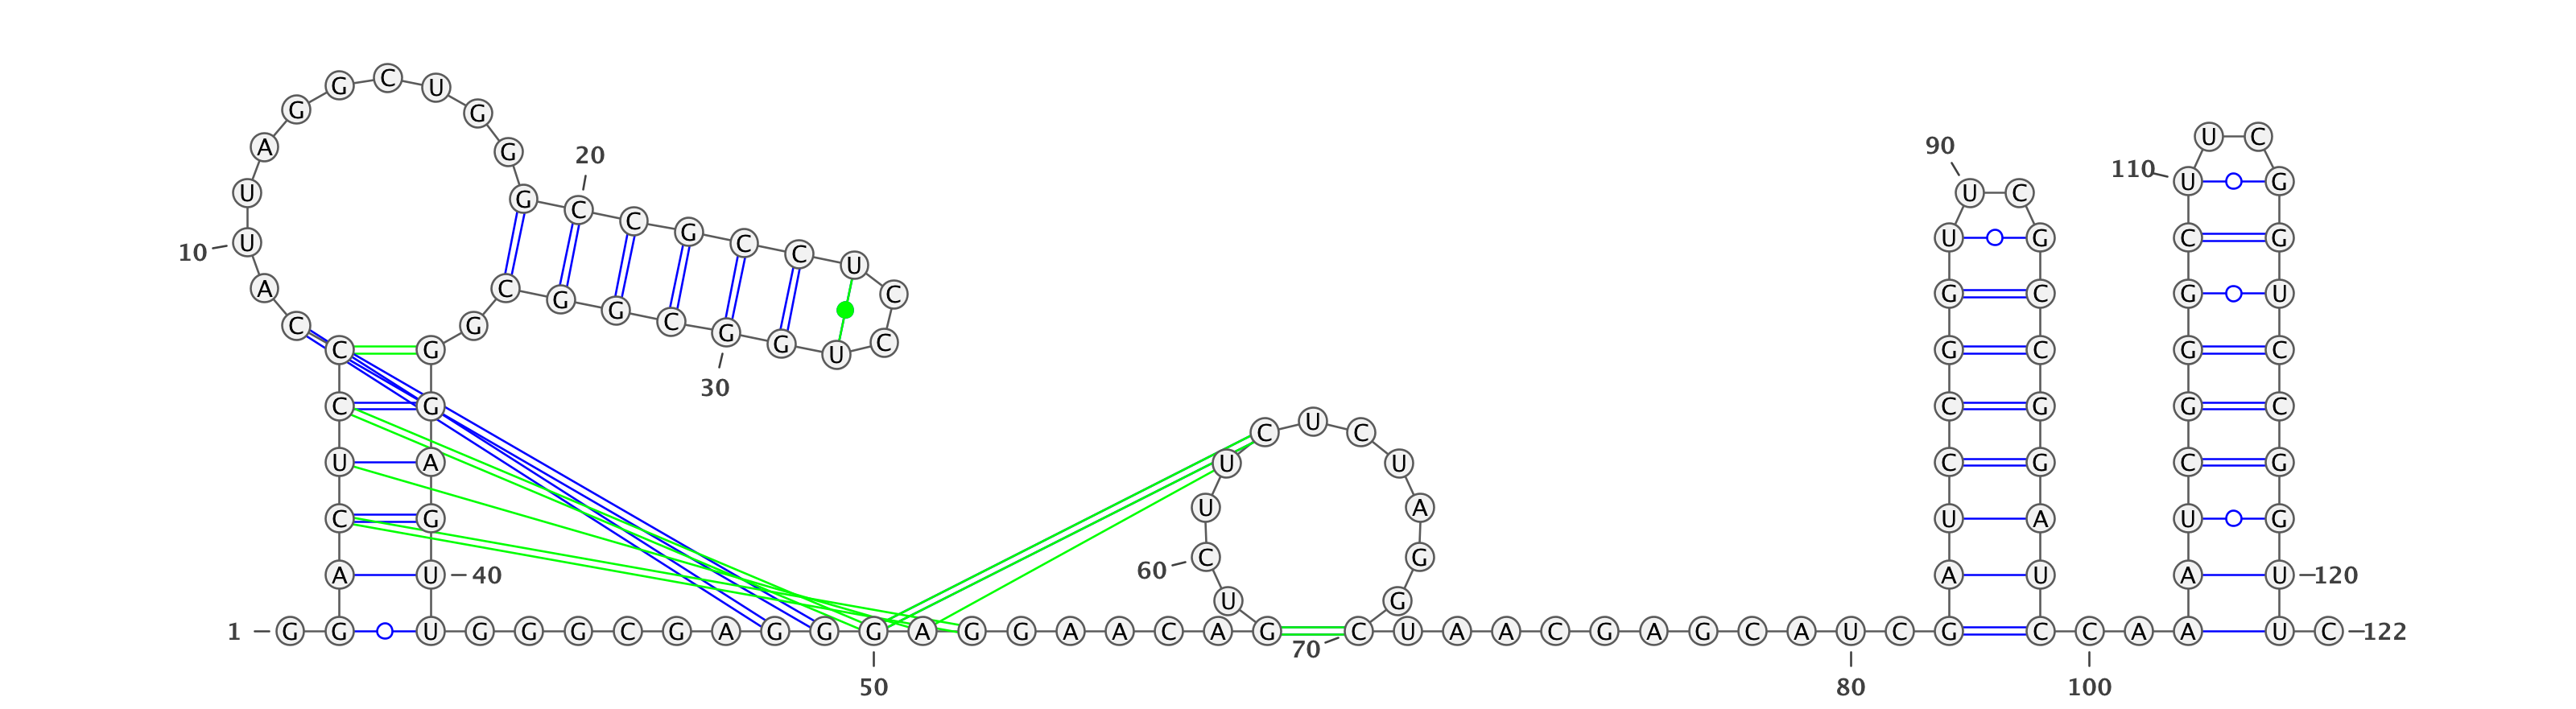 1
G G A C U C C C A U
10
U A G G C U G G G C
20
C G C C U C C U G G
30
C G G C G G G A G U
40
U G G G C G A G G G
50
A G G A A C A G U C
60
U U C U C U A G G C
70
U A A C G A G C A U
80
C G A U C C G G U U
90
C G C C G G A U C C
100
A A A U C G G G C U
110
U C G G U C C G G U
120
U C
122